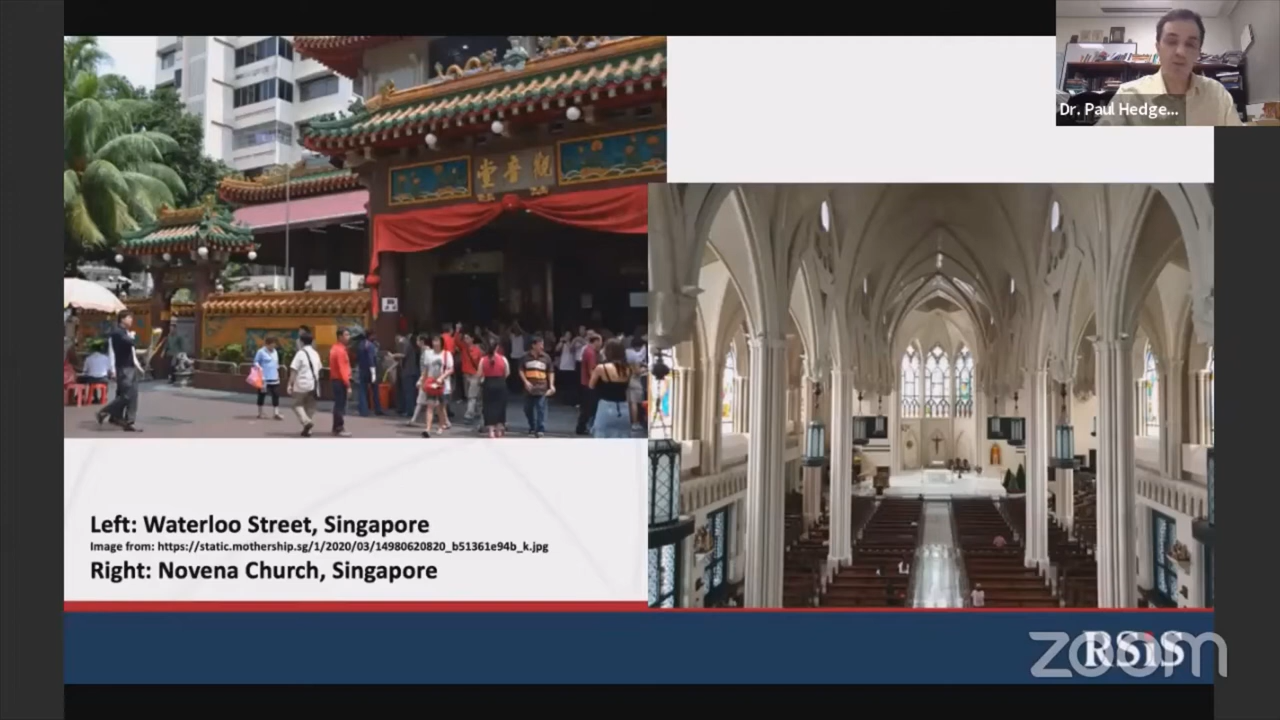 Dr. Paul Hedge...
堂音觀
Left: Waterloo Street, Singapore
Image from: https://static.mothership.sg/1/2020/03/14980620820_b51361e94b_k.jpg
Right: Novena Church, Singapore
RSiS
zoom